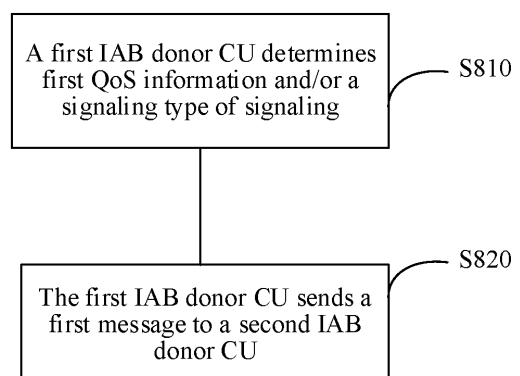 A first IAB donor CU determines
first QoS information and/or a
signaling type of signaling
S810
S820
The first IAB donor CU sends a
first message to a second IAB
donor CU